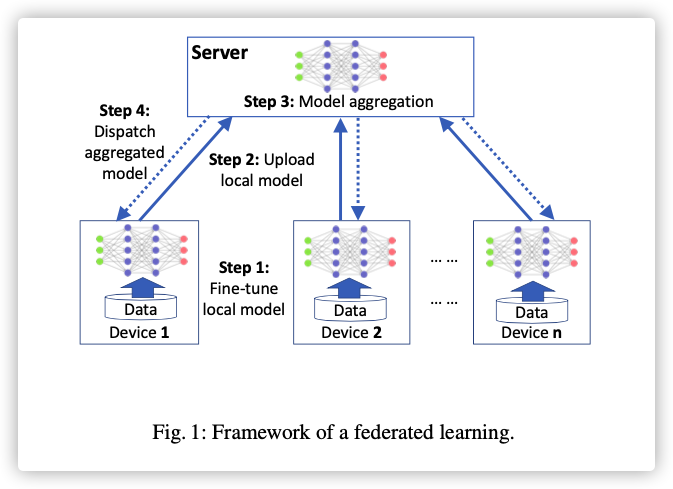 Server
Step 3: Model aggregation
Step 4:
Dispatch
aggregated
model
Step 2: Upload
local model
Step 1:
Fine-tune
local model
Data
Device 1
Data
Device 2
... ...
... ...
Data
Device n
Fig. 1: Framework of a federated learning.